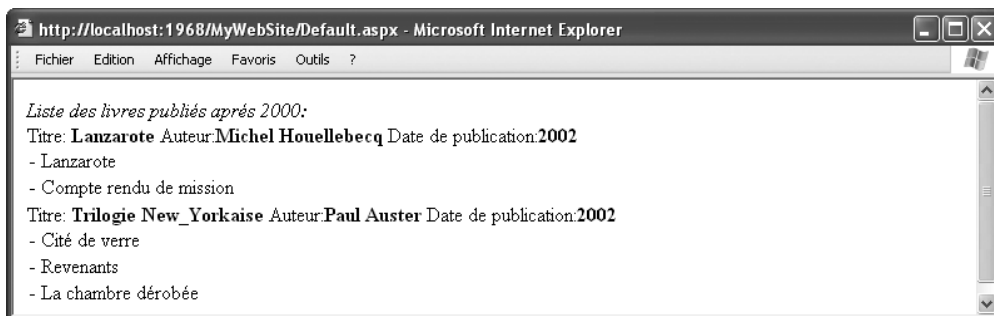 http://localhost:1968/MyWebSite/Default.aspx - Microsoft Internet Explorer
Fichier Edition Affichage Favoris Outils ?
Liste des livres publiés aprés 2000:
Titre: Lanzarote Auteur:Michel Houellebecq Date de publication:2002
- Lanzarote
- Compte rendu de mission
Titre: Trilogie New_Yorkaise Auteur:Paul Auster Date de publication:2002
- Cité de verre
- Revenants
- La chambre dérobée